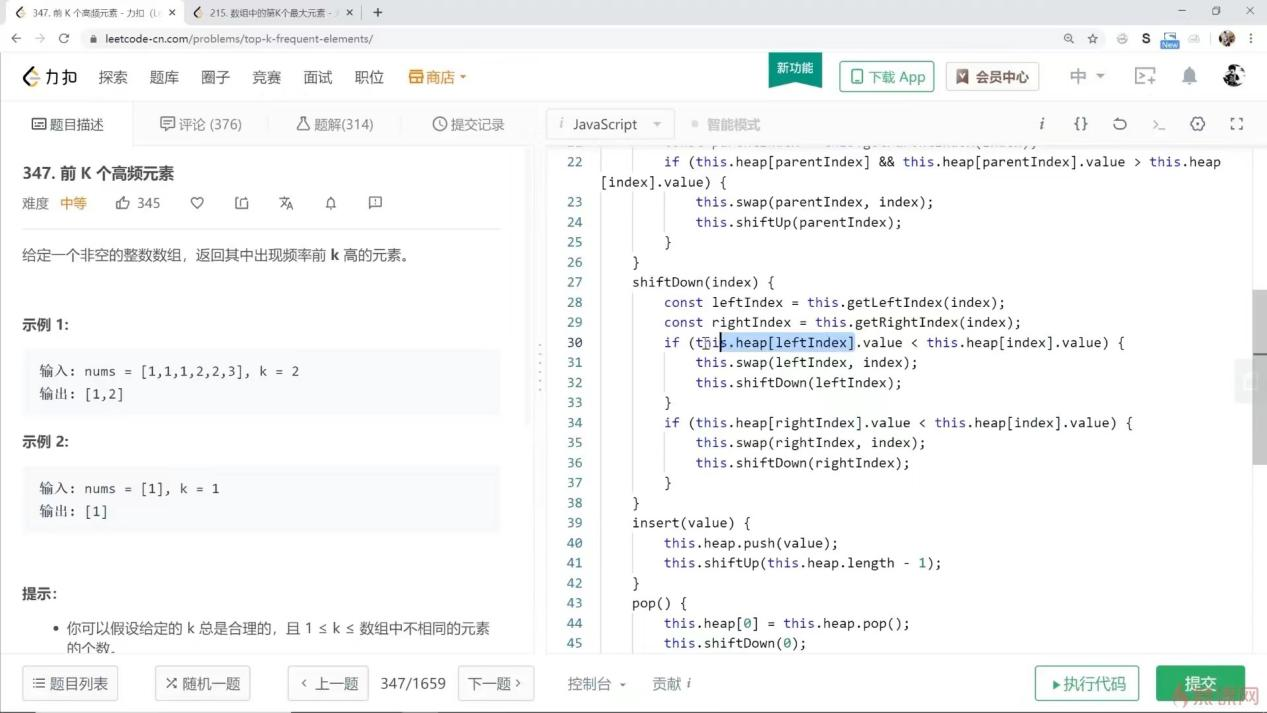 347. 前 K 个高频元素 - 力扣（Le
215. 数组中的第K个最大元素 -
leetcode-cn.com/problems/top-k-frequent-elements/
S
New
力扣 探索 题库 圈子 竞赛 面试 职位 商店 新功能 下载 App 会员中心 中
题目描述 评论 (376) 题解(314) 提交记录
i JavaScript 智能模式 i {} >_
347. 前 K 个高频元素
难度 中等 345
给定一个非空的整数数组，返回其中出现频率前 k 高的元素。
示例 1:
输入: nums = [1,1,1,2,2,3], k = 2
输出: [1,2]
示例 2:
输入: nums = [1], k = 1
输出: [1]
提示：
• 你可以假设给定的 k 总是合理的，且 1 ≤ k ≤ 数组中不相同的元素
的个数。
22 if (this.heap[parentIndex] && this.heap[parentIndex].value > this.heap
[index].value) {
23 this.swap(parentIndex, index);
24 this.shiftUp(parentIndex);
25 }
26 }
27 shiftDown(index) {
28 const leftIndex = this.getLeftIndex(index);
29 const rightIndex = this.getRightIndex(index);
30 if (this.heap[leftIndex].value < this.heap[index].value) {
31 this.swap(leftIndex, index);
32 this.shiftDown(leftIndex);
33 }
34 if (this.heap[rightIndex].value < this.heap[index].value) {
35 this.swap(rightIndex, index);
36 this.shiftDown(rightIndex);
37 }
38 }
39 insert(value) {
40 this.heap.push(value);
41 this.shiftUp(this.heap.length - 1);
42 }
43 pop() {
44 this.heap[0] = this.heap.pop();
45 this.shiftDown(0);
题目列表 随机一题 上一题 347/1659 下一题 控制台 贡献 i 执行代码 提交